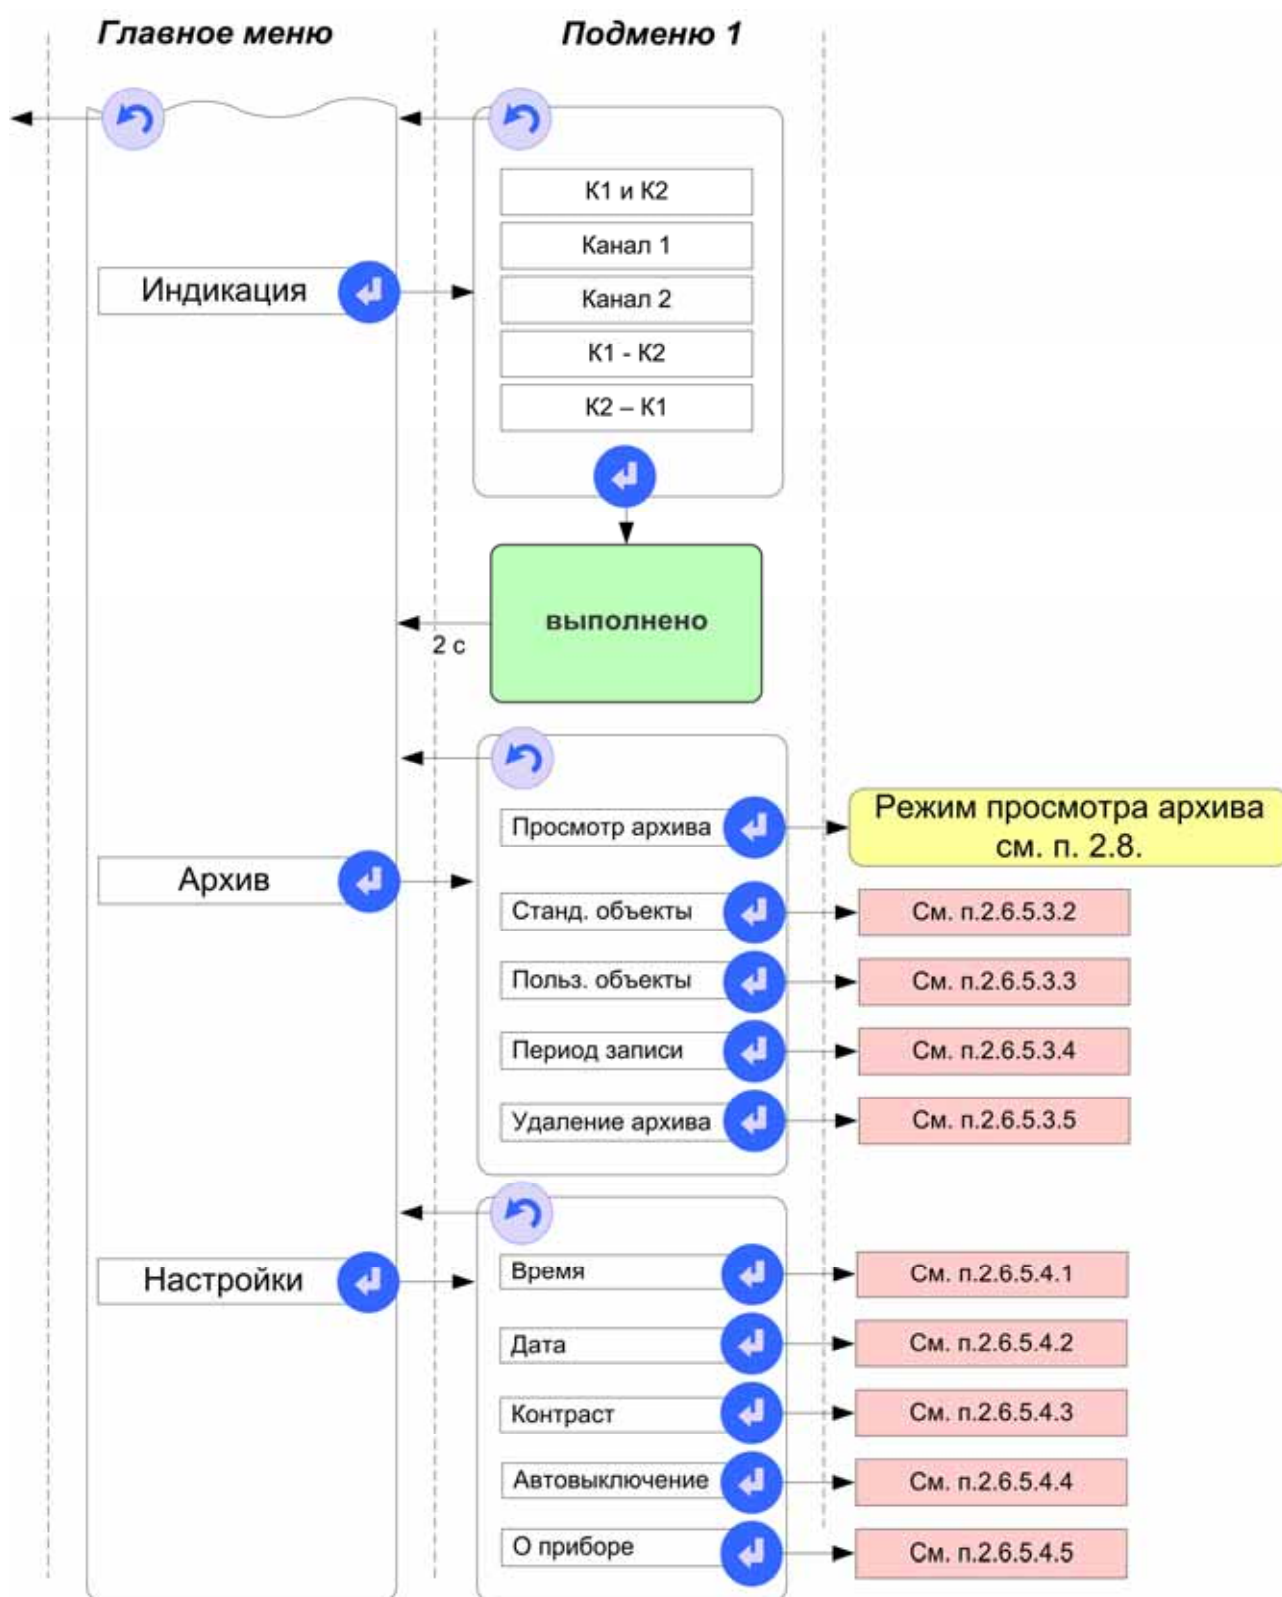 Главное меню
Подменю 1
К1 и К2
Канал 1
Индикация
Канал 2
К1 - К2
К2 – К1
выполнено
2 с
Просмотр архива
Режим просмотра архива
см. п. 2.8.
Архив
Станд. объекты
См. п.2.6.5.3.2
Польз. объекты
См. п.2.6.5.3.3
Период записи
См. п.2.6.5.3.4
Удаление архива
См. п.2.6.5.3.5
Настройки
Время
См. п.2.6.5.4.1
Дата
См. п.2.6.5.4.2
Контраст
См. п.2.6.5.4.3
Автовыключение
См. п.2.6.5.4.4
О приборе
См. п.2.6.5.4.5